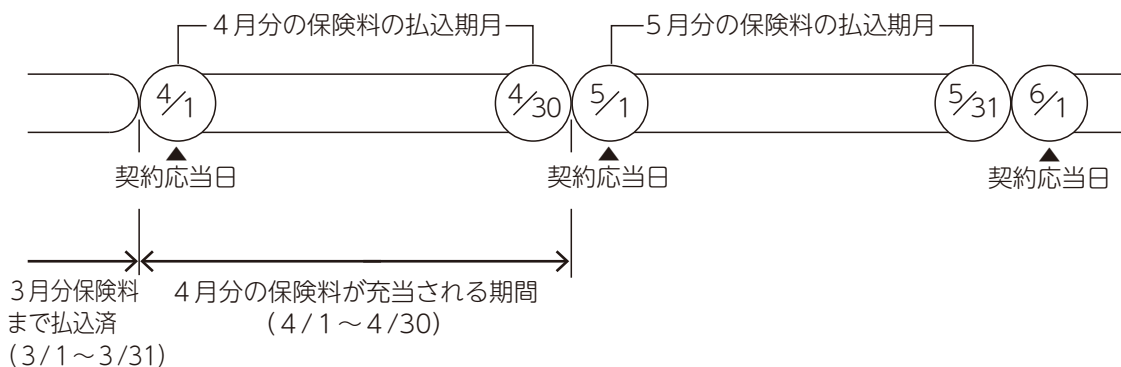 4月分の保険料の払込期月
5月分の保険料の払込期月
4/1
4/30
5/1
5/31
6/1
契約応当日
契約応当日
契約応当日
3月分保険料
まで払込済
(3/1~3/31)
4月分の保険料が充当される期間
(4/1~4/30)